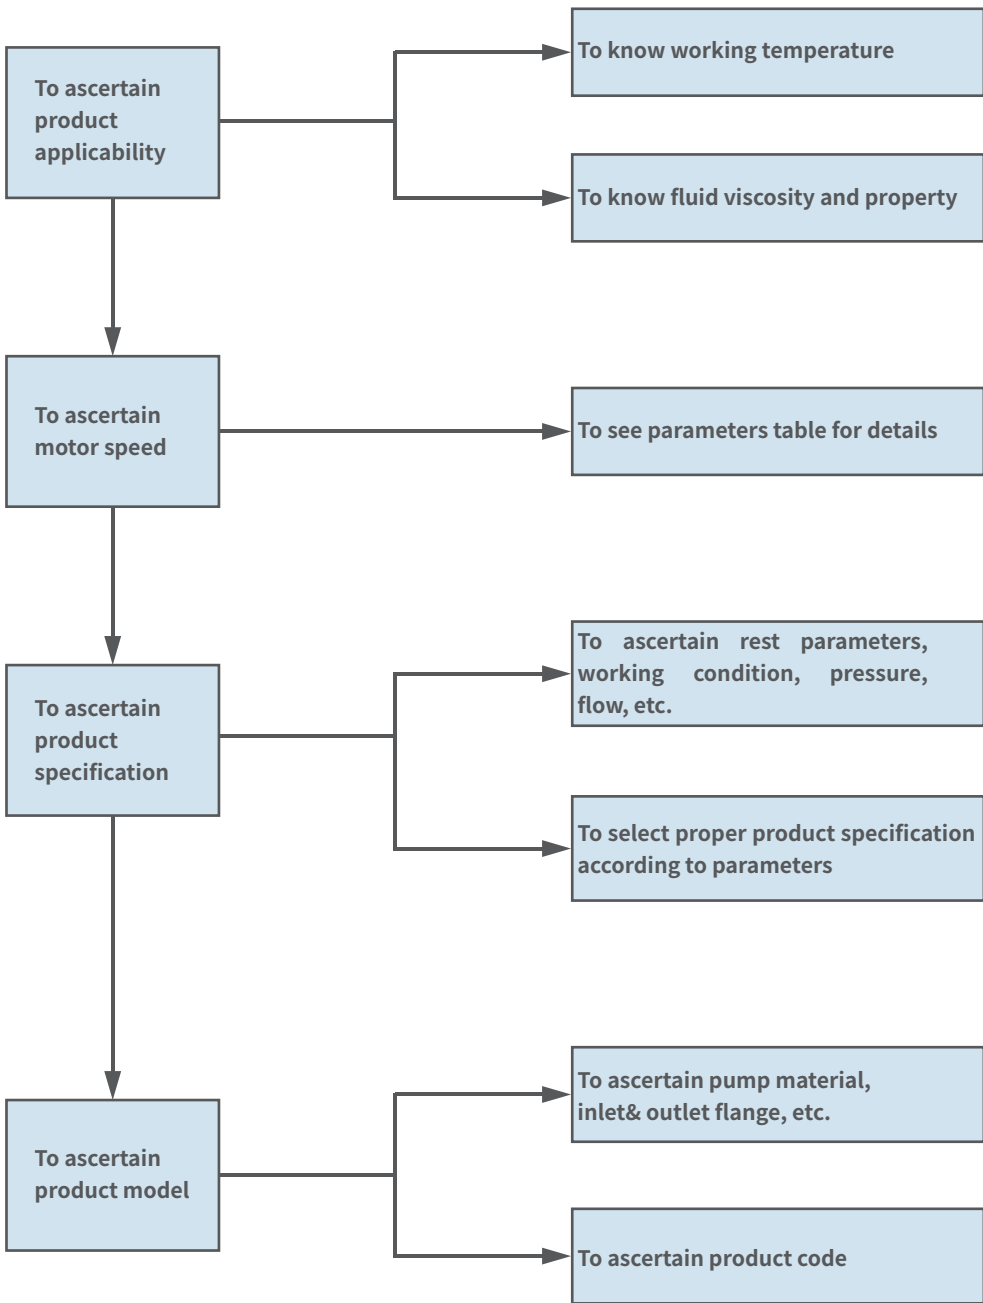 To ascertain
product
applicability
To know working temperature
To know fluid viscosity and property
To ascertain
motor speed
To see parameters table for details
To ascertain
product
specification
To ascertain rest parameters,
working condition, pressure,
flow, etc.
To select proper product specification
according to parameters
To ascertain
product model
To ascertain pump material,
inlet& outlet flange, etc.
To ascertain product code